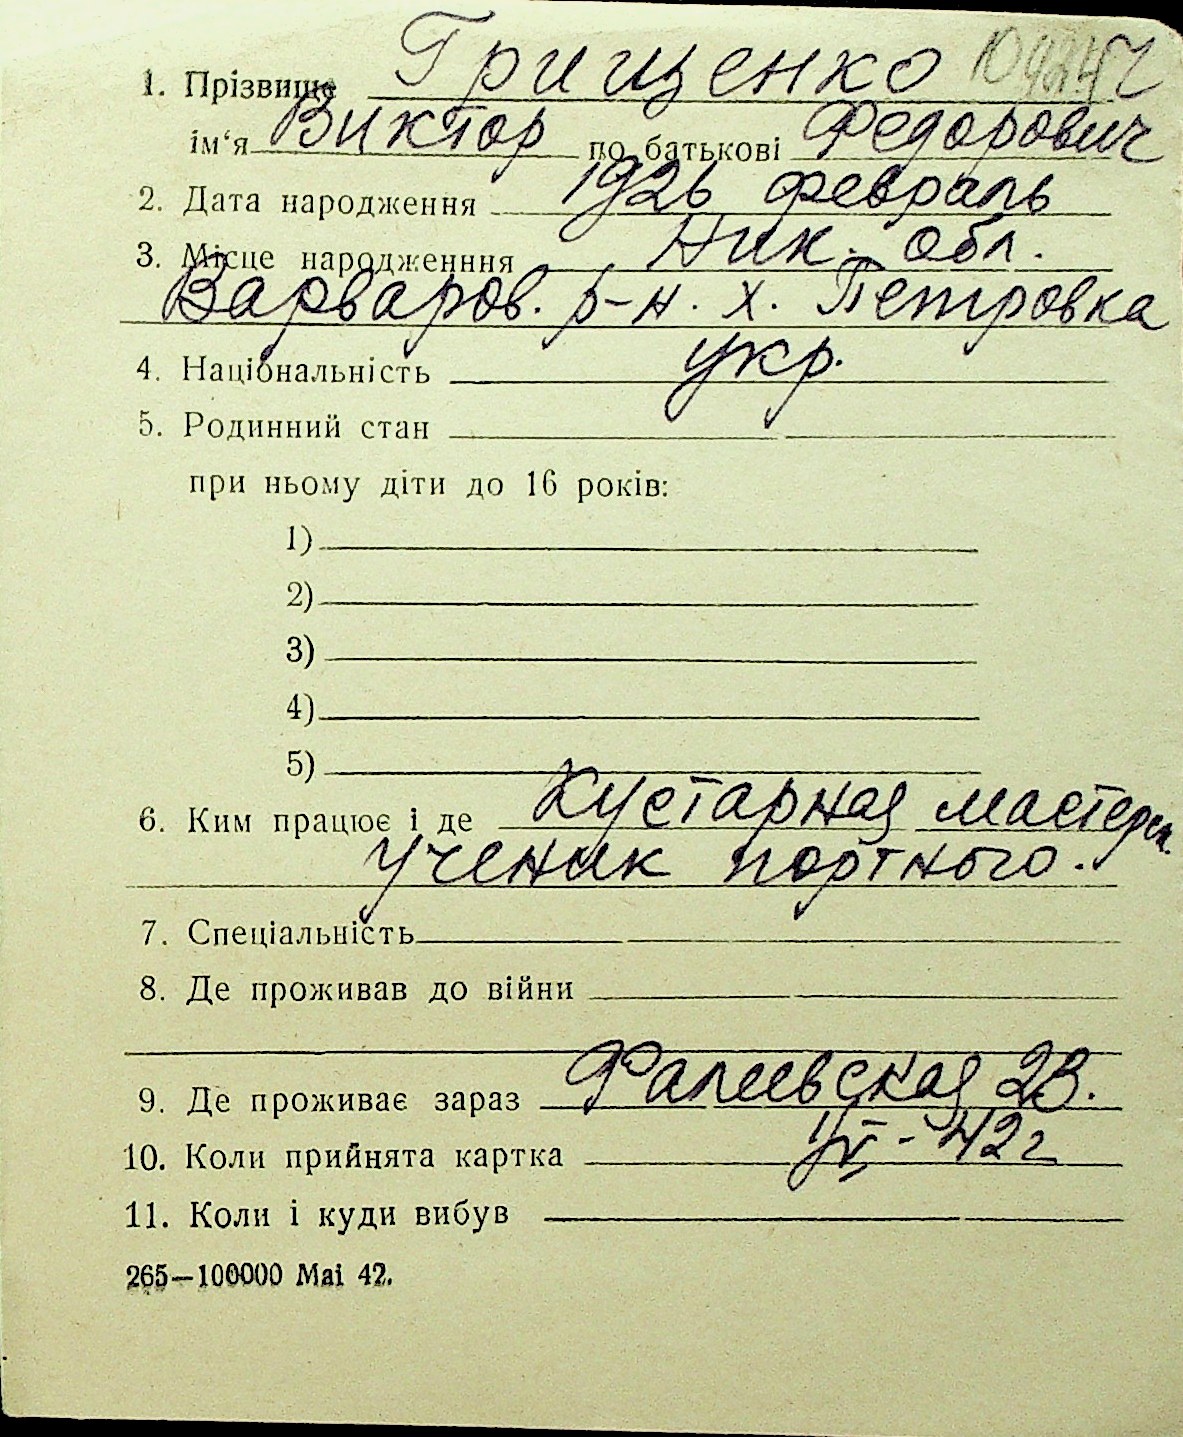 1. Прізвище Грищенко
ім‘я Виктор по батькові Федорович
2. Дата народження 1926 февраль
3. Місце народженння Ник. обл.
Варваров. р-н. х. Петровка
4. Національність укр.
5. Родинний стан
при ньому діти до 16 років:
1)
2)
3)
4)
5)
6. Ким працює і де Кустарная мастерск.
ученик портного.
7. Спеціальність
8. Де проживав до війни
9. Де проживає зараз Фалеевская 23.
10. Коли прийнята картка - 42 г
11. Коли і куди вибув
265—100000 Mai 42.